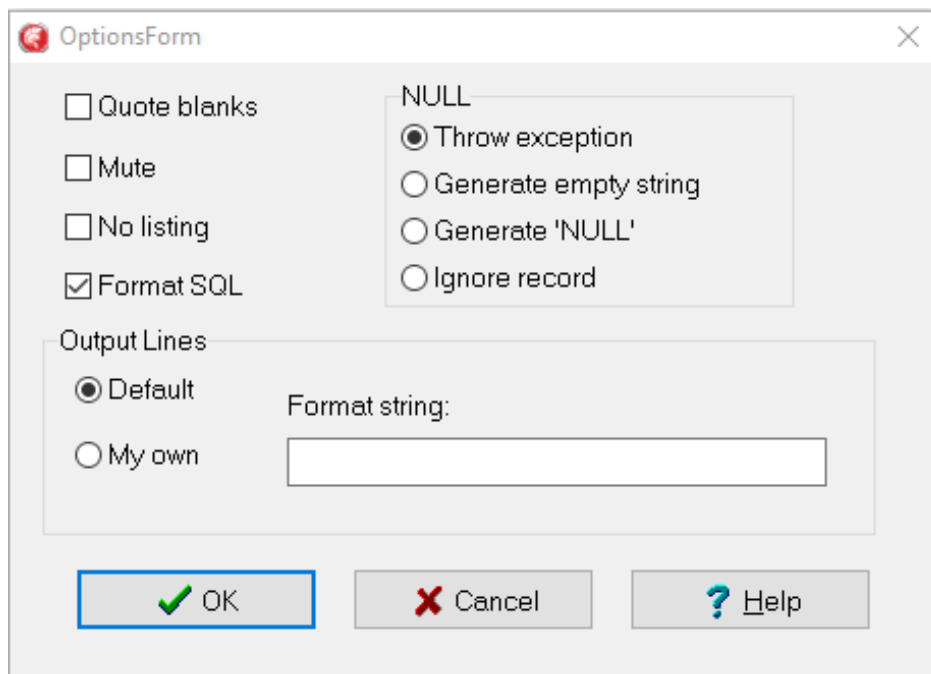 OptionsForm
Quote blanks
Mute
No listing
Format SQL
NULL
Throw exception
Generate empty string
Generate 'NULL'
Ignore record
Output Lines
Default
My own
Format string:
OK
Cancel
Help